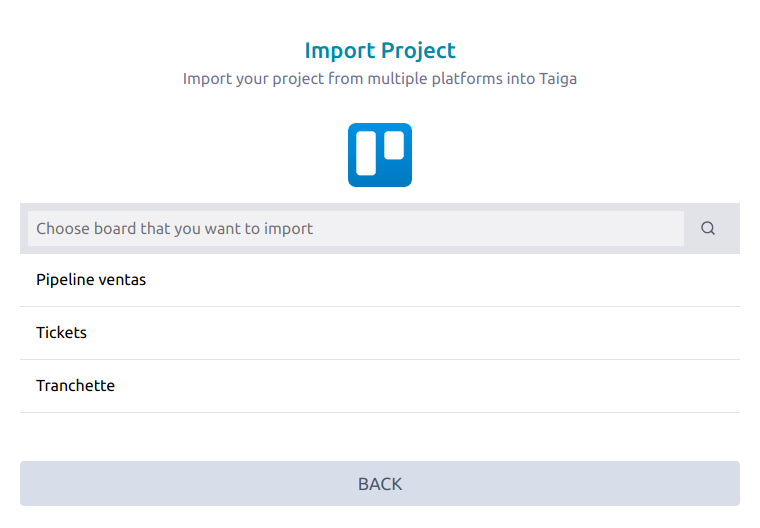 Import Project
Import your project from multiple platforms into Taiga
Choose board that you want to import
Pipeline ventas
Tickets
Tranchette
BACK